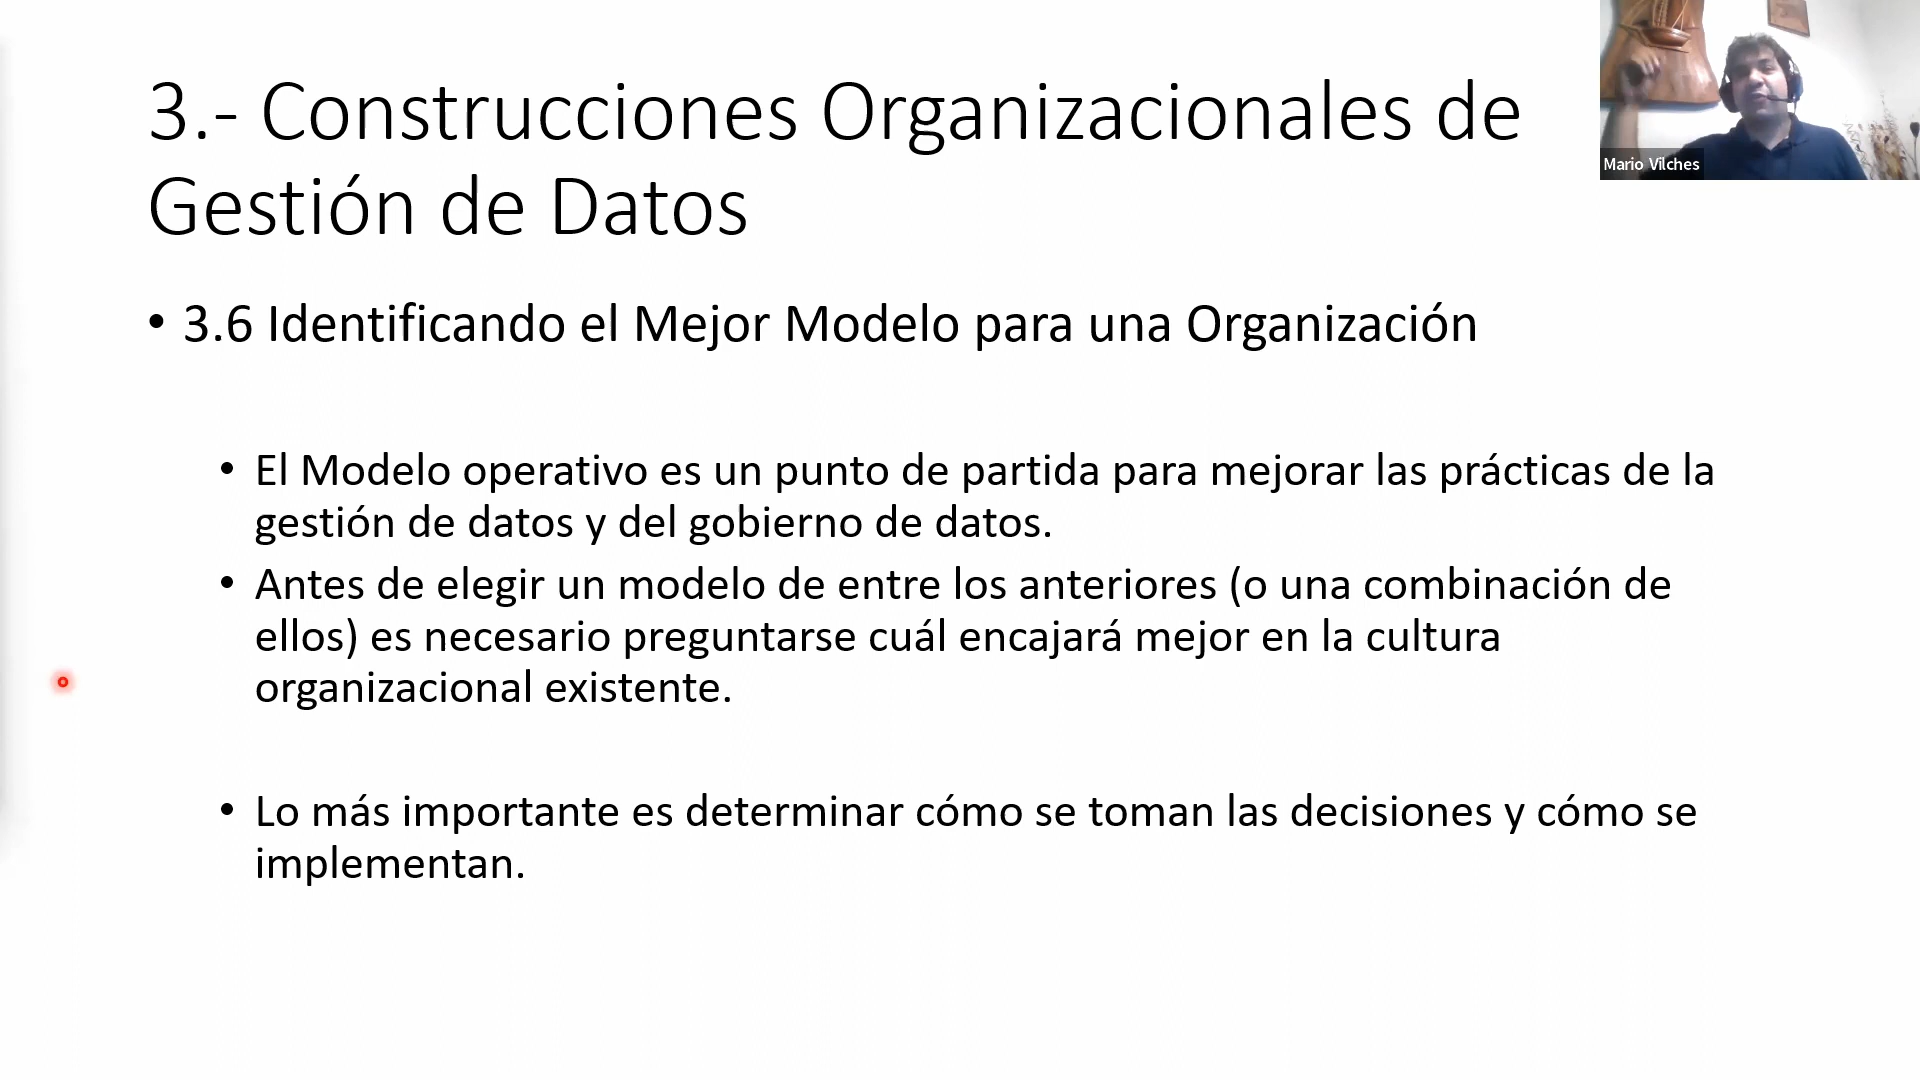 3.- Construcciones Organizacionales de
Gestión de Datos
Mario Vilches
• 3.6 Identificando el Mejor Modelo para una Organización
• El Modelo operativo es un punto de partida para mejorar las prácticas de la
gestión de datos y del gobierno de datos.
• Antes de elegir un modelo de entre los anteriores (o una combinación de
ellos) es necesario preguntarse cuál encajará mejor en la cultura
organizacional existente.
• Lo más importante es determinar cómo se toman las decisiones y cómo se
implementan.